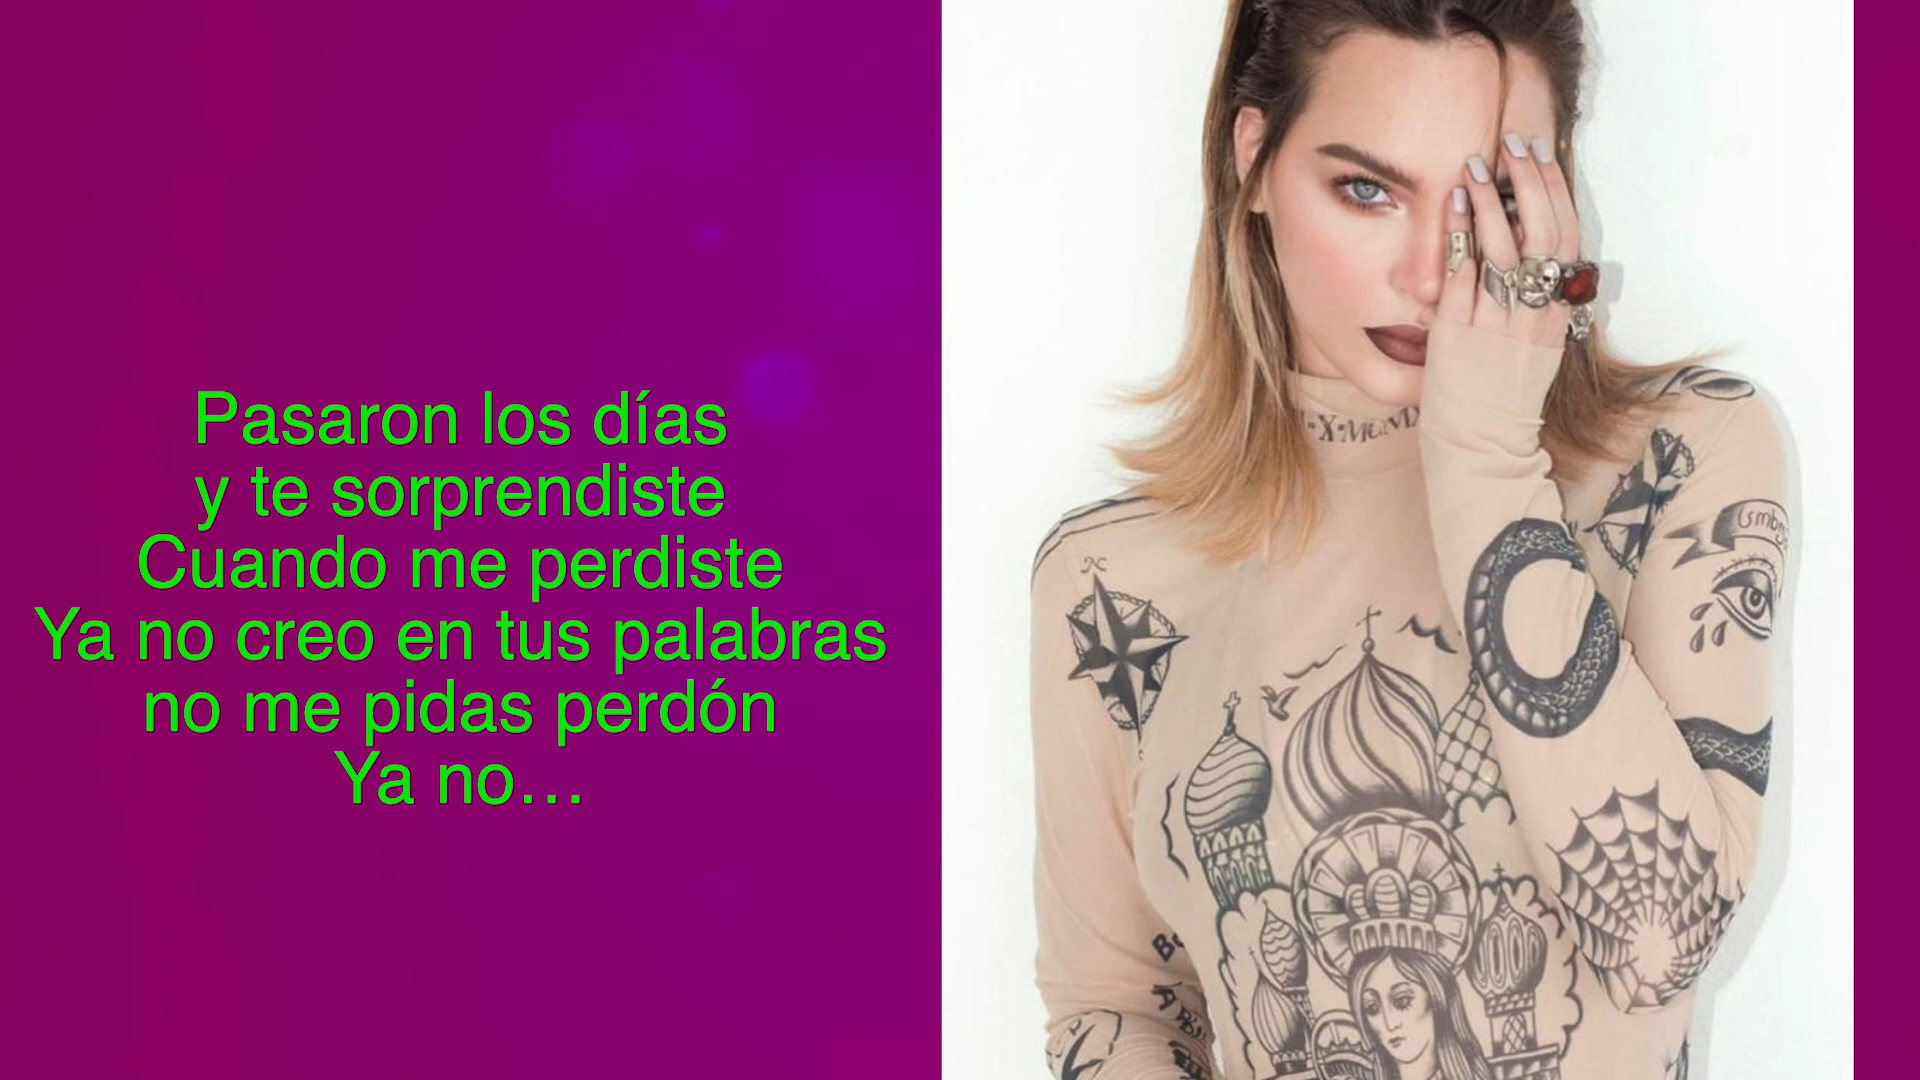 Pasaron los días
y te sorprendiste
Cuando me perdiste
Ya no creo en tus palabras
no me pidas perdón
Ya no...